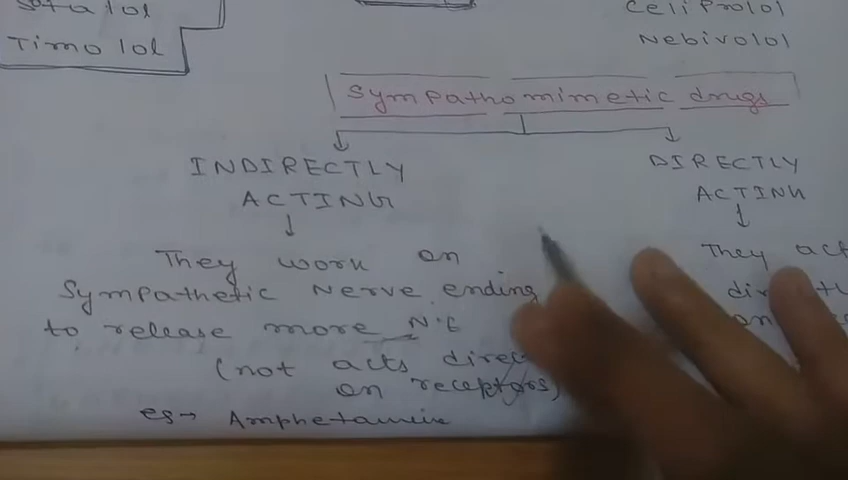 Timolol
Celiprolol
Nebivolol
Sympathomimetic drugs
INDIRECTLY
ACTING
They work on
Sympathetic Nerve ending
to release more N.E
(not acts direc
on receptors)
eg → Amphetamine
DIRECTLY
ACTING
They act
on